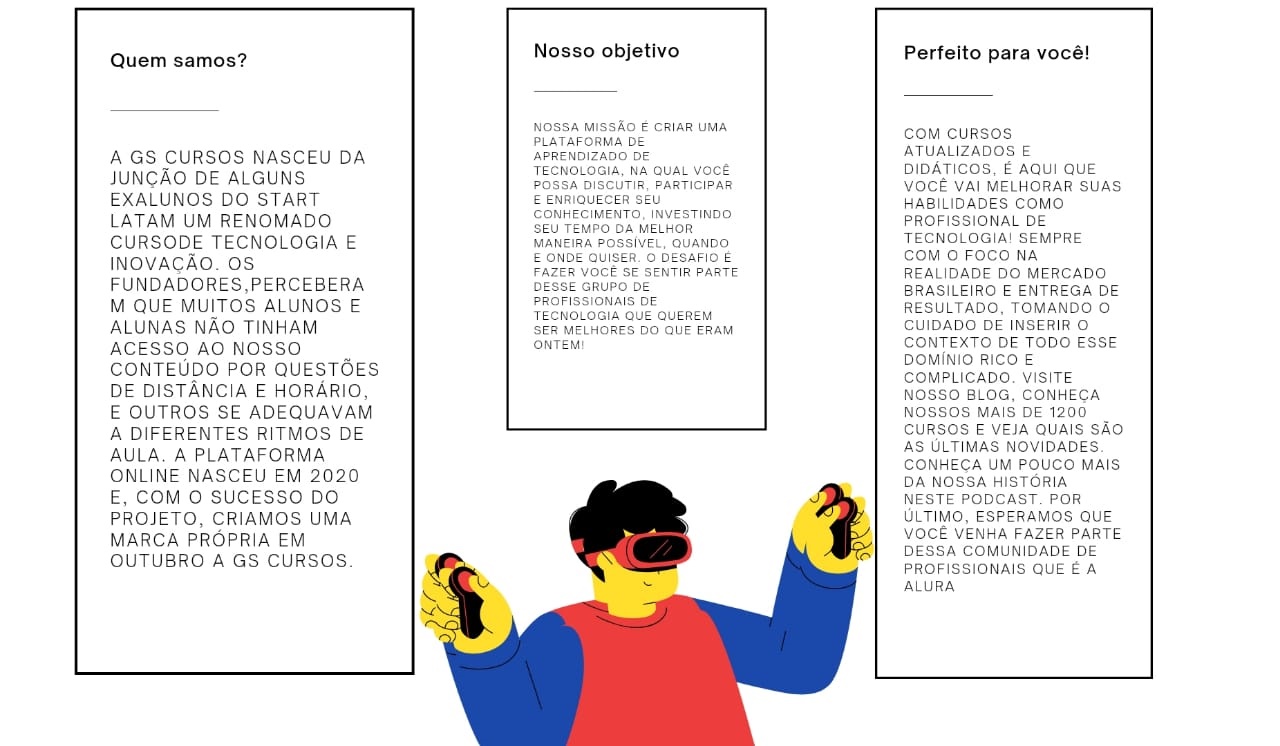 Quem samos?
A GS CURSOS NASCEU DA
JUNÇÃO DE ALGUNS
EXALUNOS DO START
LATAM UM RENOMADO
CURSODE TECNOLOGIA E
INOVAÇÃO. OS
FUNDADORES,PERCEBERA
M QUE MUITOS ALUNOS E
ALUNAS NÃO TINHAM
ACESSO AO NOSSO
CONTEÚDO POR QUESTÕES
DE DISTÂNCIA E HORÁRIO,
E OUTROS SE ADEQUAVAM
A DIFERENTES RITMOS DE
AULA. A PLATAFORMA
ONLINE NASCEU EM 2020
E, COM O SUCESSO DO
PROJETO, CRIAMOS UMA
MARCA PRÓPRIA EM
OUTUBRO A GS CURSOS.
Nosso objetivo
NOSSA MISSÃO É CRIAR UMA
PLATAFORMA DE
APRENDIZADO DE
TECNOLOGIA, NA QUAL VOCÊ
POSSA DISCUTIR, PARTICIPAR
E ENRIQUECER SEU
CONHECIMENTO, INVESTINDO
SEU TEMPO DA MELHOR
MANEIRA POSSÍVEL, QUANDO
E ONDE QUISER. O DESAFIO É
FAZER VOCÊ SE SENTIR PARTE
DESSE GRUPO DE
PROFISSIONAIS DE
TECNOLOGIA QUE QUEREM
SER MELHORES DO QUE ERAM
ONTEM!
Perfeito para você!
COM CURSOS
ATUALIZADOS E
DIDÁTICOS, É AQUI QUE
VOCÊ VAI MELHORAR SUAS
HABILIDADES COMO
PROFISSIONAL DE
TECNOLOGIA! SEMPRE
COM O FOCO NA
REALIDADE DO MERCADO
BRASILEIRO E ENTREGA DE
RESULTADO, TOMANDO O
CUIDADO DE INSERIR O
CONTEXTO DE TODO ESSE
DOMÍNIO RICO E
COMPLICADO. VISITE
NOSSO BLOG, CONHEÇA
NOSSOS MAIS DE 1200
CURSOS E VEJA QUAIS SÃO
AS ÚLTIMAS NOVIDADES.
CONHEÇA UM POUCO MAIS
DA NOSSA HISTÓRIA
NESTE PODCAST. POR
ÚLTIMO, ESPERAMOS QUE
VOCÊ VENHA FAZER PARTE
DESSA COMUNIDADE DE
PROFISSIONAIS QUE É A
ALURA